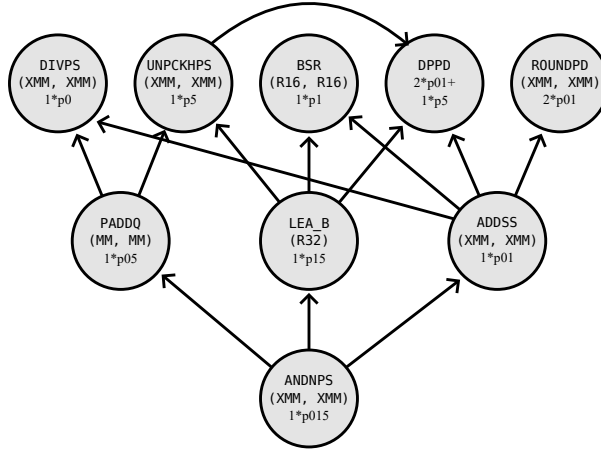 DIVPS
(XMM, XMM)
1*p0
UNPCKHPS
(XMM, XMM)
1*p5
BSR
(R16, R16)
1*p1
DPPD
2*p01+
1*p5
ROUNDPD
(XMM, XMM)
2*p01
PADDQ
(MM, MM)
1*p05
LEA_B
(R32)
1*p15
ADDSS
(XMM, XMM)
1*p01
ANDNPS
(XMM, XMM)
1*p015